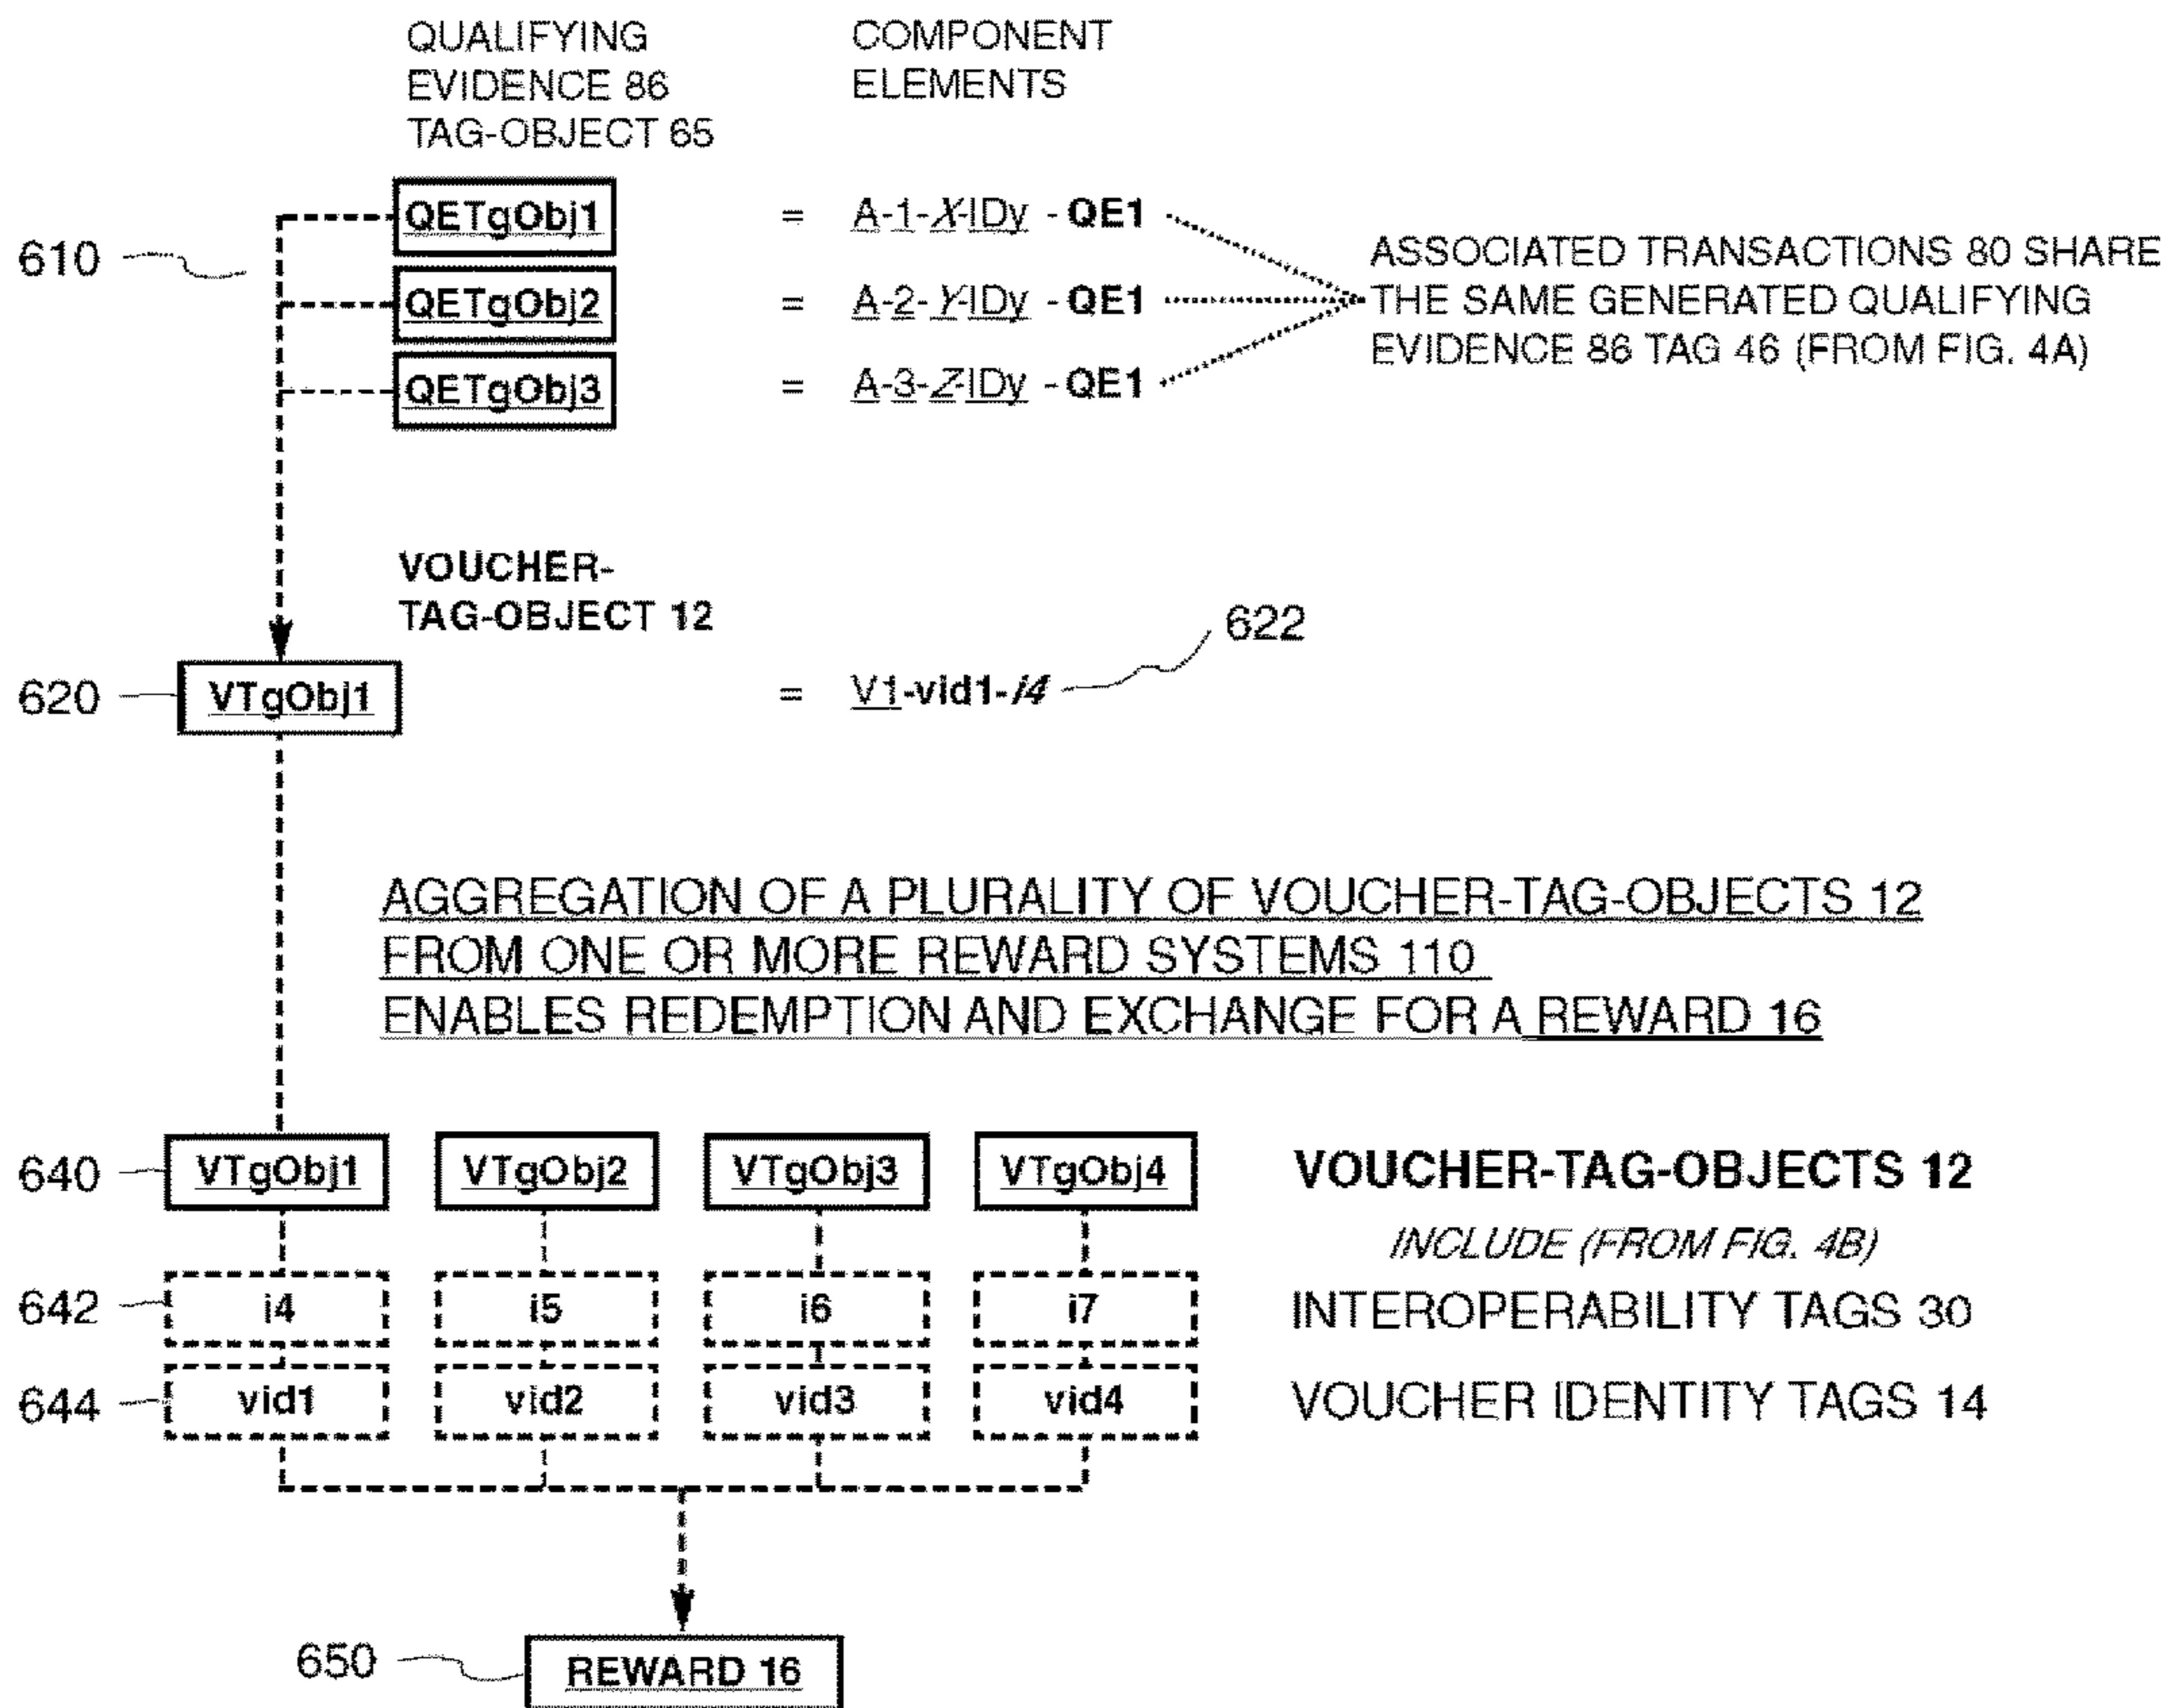 QUALIFYING
EVIDENCE 86
TAG-OBJECT 65
COMPONENT
ELEMENTS
QETgObj1 = A-1-X-IDy - QE1
610
QETgObj2 = A-2-Y-IDy - QE1
QETgObj3 = A-3-Z-IDy - QE1
ASSOCIATED TRANSACTIONS 80 SHARE
THE SAME GENERATED QUALIFYING
EVIDENCE 86 TAG 46 (FROM FIG. 4A)
VOUCHER-
TAG-OBJECT 12
622
620 VTgObj1 = V1-vid1-i4
AGGREGATION OF A PLURALITY OF VOUCHER-TAG-OBJECTS 12
FROM ONE OR MORE REWARD SYSTEMS 110
ENABLES REDEMPTION AND EXCHANGE FOR A REWARD 16
640 VTgObj1 VTgObj2 VTgObj3 VTgObj4 VOUCHER-TAG-OBJECTS 12
INCLUDE (FROM FIG. 4B)
642 i4 i5 i6 i7 INTEROPERABILITY TAGS 30
644 vid1 vid2 vid3 vid4 VOUCHER IDENTITY TAGS 14
650 REWARD 16